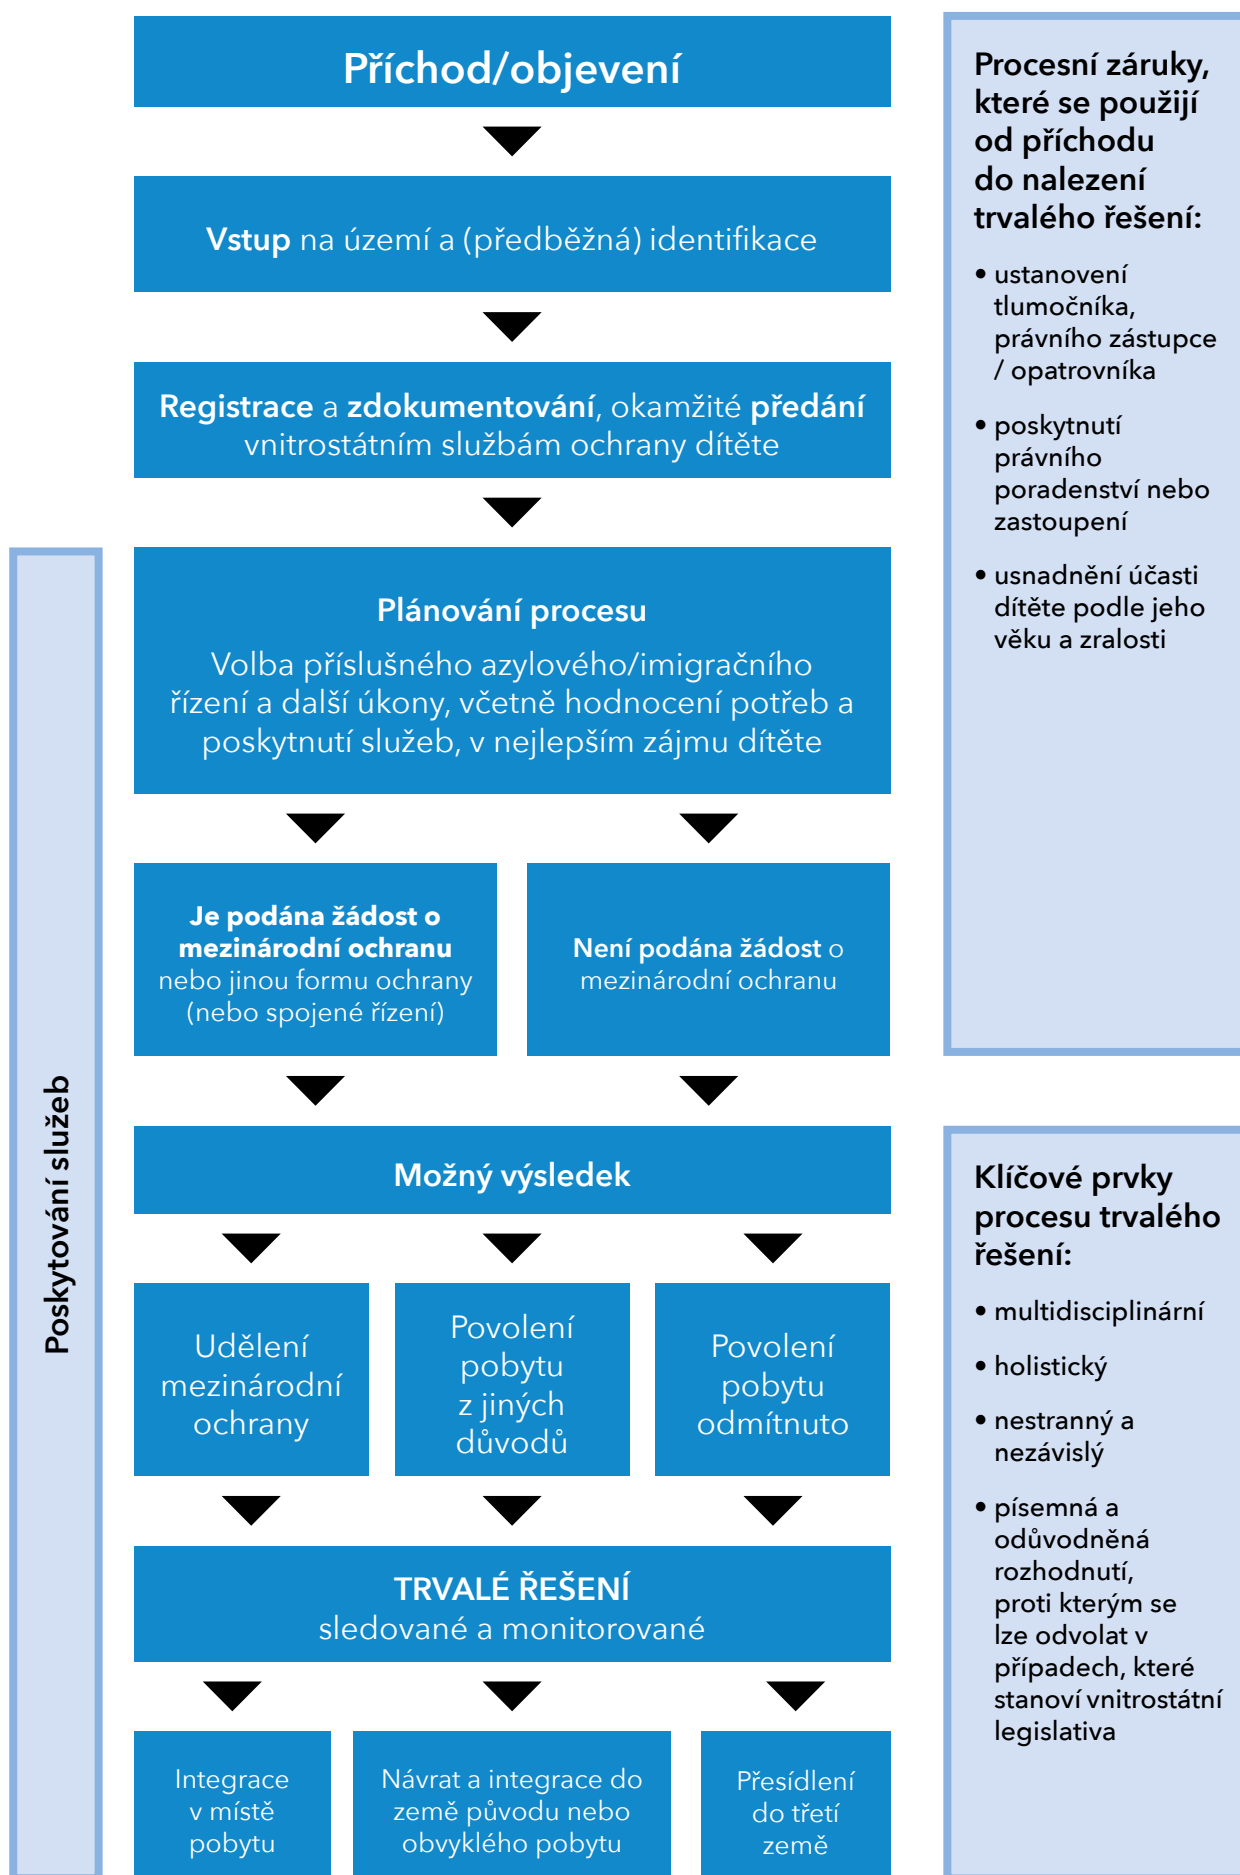 Příchod/objevení
Vstup na území a (předběžná) identifikace
Registrace a zdokumentování, okamžité předání
vnitrostátním službám ochrany dítěte
Plánování procesu
Volba příslušného azylového/imigračního
řízení a další úkony, včetně hodnocení potřeb a
poskytnutí služeb, v nejlepším zájmu dítěte
Je podána žádost o
mezinárodní ochranu
nebo jinou formu ochrany
(nebo spojené řízení)
Není podána žádost o
mezinárodní ochranu
Možný výsledek
Udělení
mezinárodní
ochrany
Povolení
pobytu
z jiných
důvodů
Povolení
pobytu
odmítnuto
TRVALÉ ŘEŠENÍ
sledované a monitorované
Integrace
v místě
pobytu
Návrat a integrace do
země původu nebo
obvyklého pobytu
Přesídlení
do třetí
země
Poskytování služeb
Procesní záruky,
které se použijí
od příchodu
do nalezení
trvalého řešení:
• ustanovení
tlumočníka,
právního zástupce
/ opatrovníka
• poskytnutí
právního
poradenství nebo
zastoupení
• usnadnění účasti
dítěte podle jeho
věku a zralosti
Klíčové prvky
procesu trvalého
řešení:
• multidisciplinární
• holistický
• nestranný a
nezávislý
• písemná a
odůvodněná
rozhodnutí,
proti kterým se
lze odvolat v
případech, které
stanoví vnitrostátní
legislativa